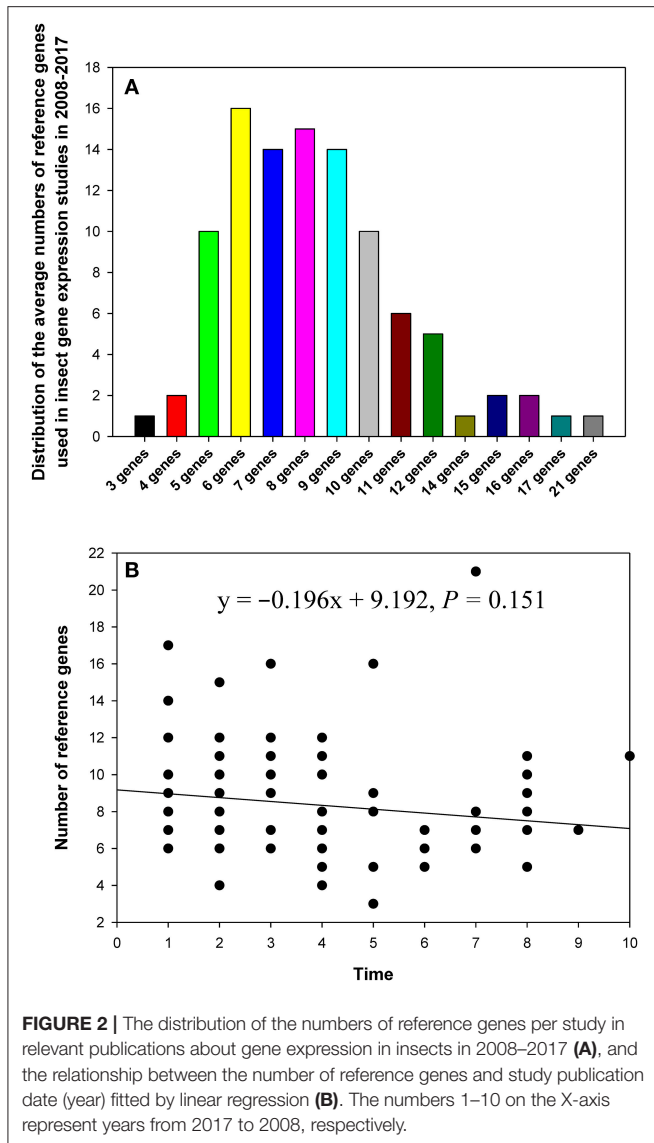 Distribution of the average numbers of reference genes
used in insect gene expression studies in 2008-2017
A
18
16
14
12
10
8
6
4
2
0
3 genes
4 genes
5 genes
6 genes
7 genes
8 genes
9 genes
10 genes
11 genes
12 genes
14 genes
15 genes
16 genes
17 genes
21 genes
B
y = −0.196x + 9.192, P = 0.151
Number of reference genes
22
20
18
16
14
12
10
8
6
4
2
0 1 2 3 4 5 6 7 8 9 10
Time
FIGURE 2 | The distribution of the numbers of reference genes per study in
relevant publications about gene expression in insects in 2008–2017 (A), and
the relationship between the number of reference genes and study publication
date (year) fitted by linear regression (B). The numbers 1–10 on the X-axis
represent years from 2017 to 2008, respectively.